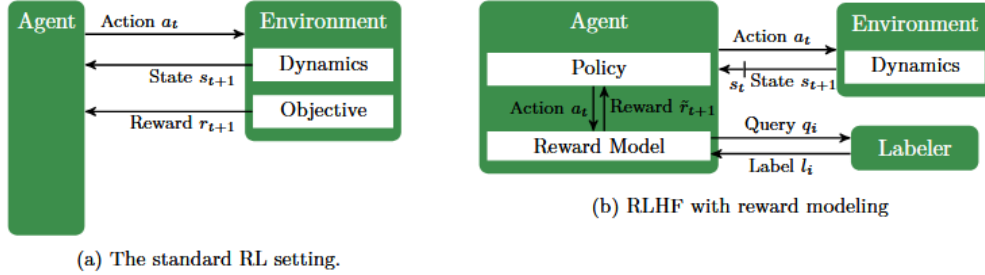 Agent
Action a_t
Environment
Dynamics
State s_{t+1}
Objective
Reward r_{t+1}
(a) The standard RL setting.
Agent
Policy
Action a_t
Reward r̃_{t+1}
Reward Model
Action a_t
Environment
Dynamics
s_t
State s_{t+1}
Query q_i
Labeler
Label l_i
(b) RLHF with reward modeling